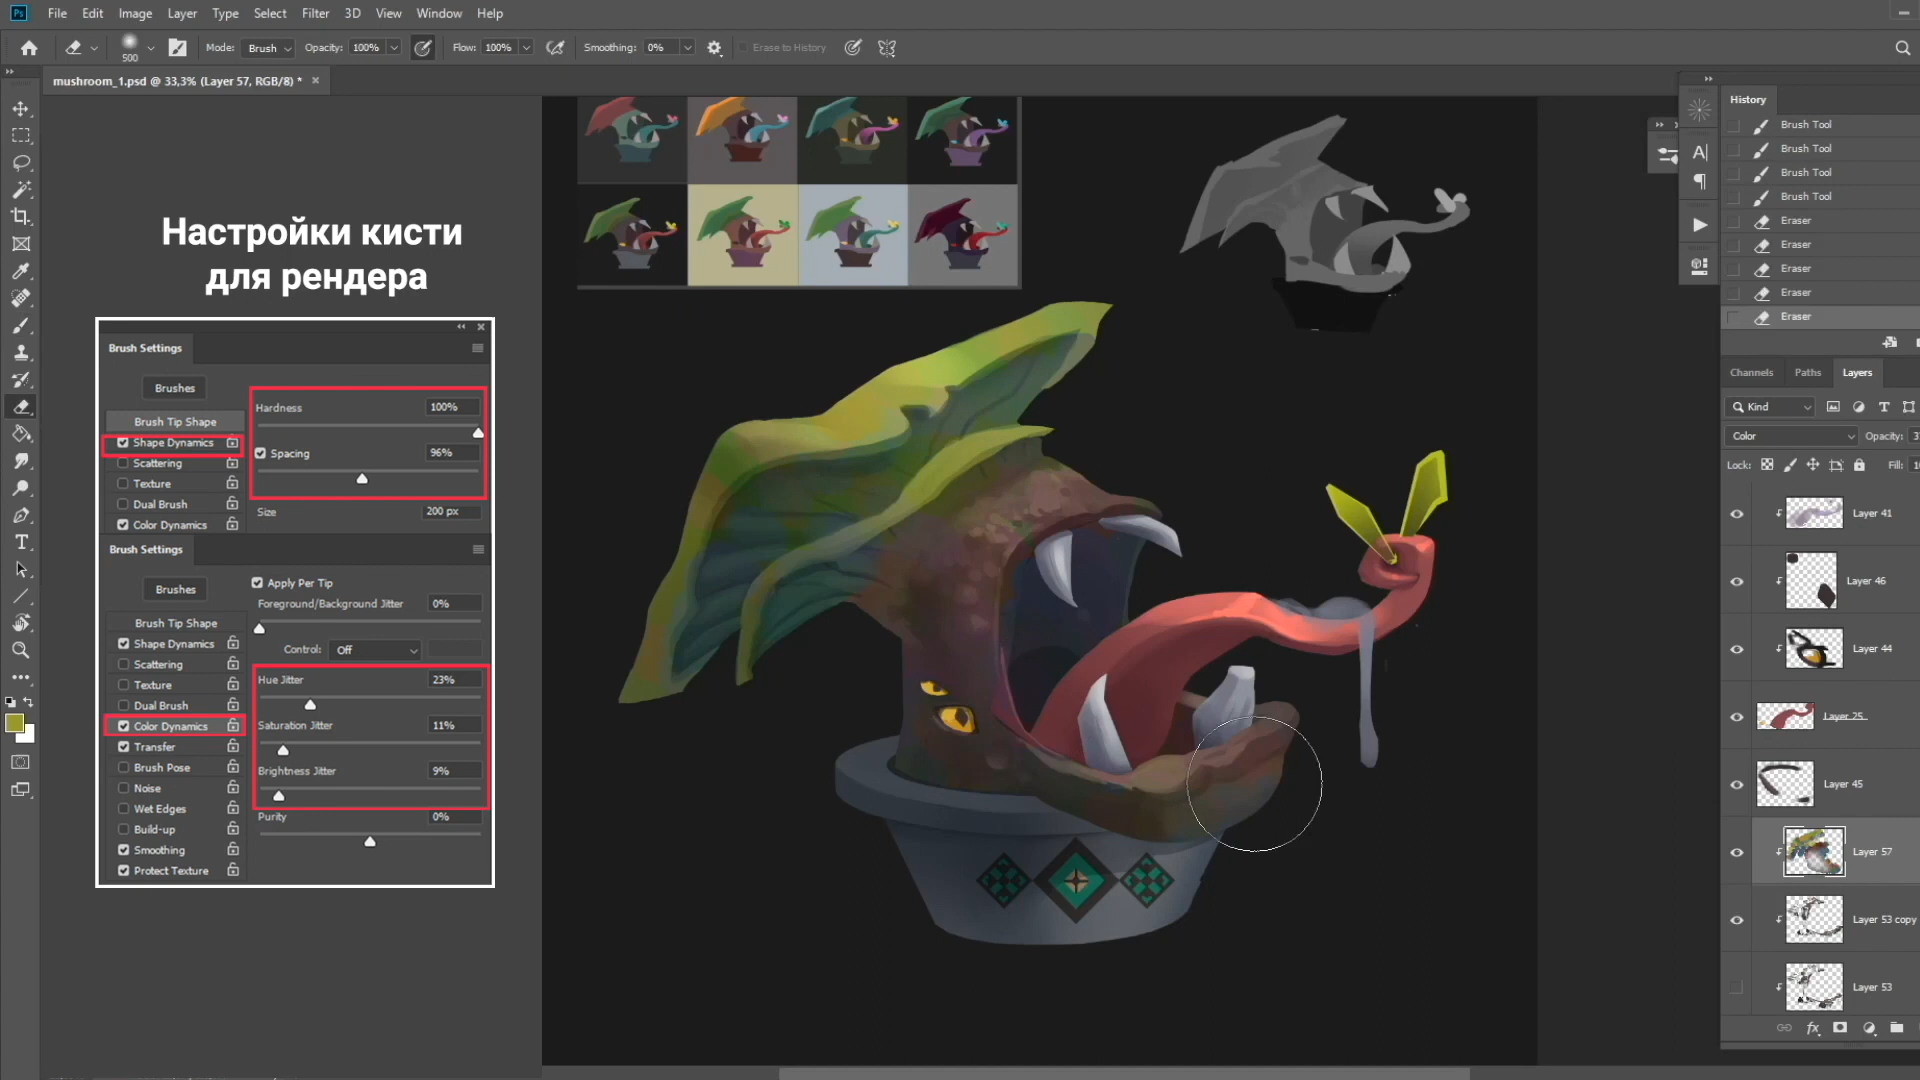 Ps File Edit Image Layer Type Select Filter 3D View Window Help
500 Mode: Brush Opacity: 100% Flow: 100% Smoothing: 0% Erase to History
mushroom_1.psd @ 33,3% (Layer 57, RGB/8) *
Настройки кисти
для рендера
Brush Settings
Brushes
Brush Tip Shape
Shape Dynamics
Scattering
Texture
Dual Brush
Color Dynamics
Hardness 100%
Spacing 96%
Size 200 px
Brush Settings
Brushes
Brush Tip Shape
Shape Dynamics
Scattering
Texture
Dual Brush
Color Dynamics
Transfer
Brush Pose
Noise
Wet Edges
Build-up
Smoothing
Protect Texture
Apply Per Tip
Foreground/Background Jitter 0%
Control: Off
Hue Jitter 23%
Saturation Jitter 11%
Brightness Jitter 9%
Purity 0%
History
Brush Tool
Brush Tool
Brush Tool
Brush Tool
Eraser
Eraser
Eraser
Eraser
Eraser
Channels Paths Layers
Kind
Color Opacity:
Lock: Fill:
Layer 41
Layer 46
Layer 44
Layer 25
Layer 45
Layer 57
Layer 53 copy
Layer 53
fx